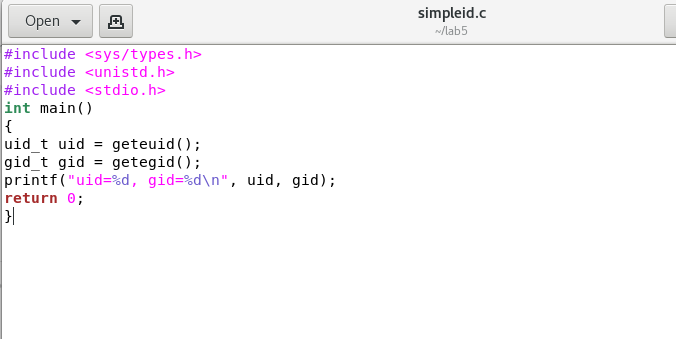 Open
simpleid.c
~/lab5
#include <sys/types.h>
#include <unistd.h>
#include <stdio.h>
int main()
{
uid_t uid = geteuid();
gid_t gid = getegid();
printf("uid=%d, gid=%d\n", uid, gid);
return 0;
}